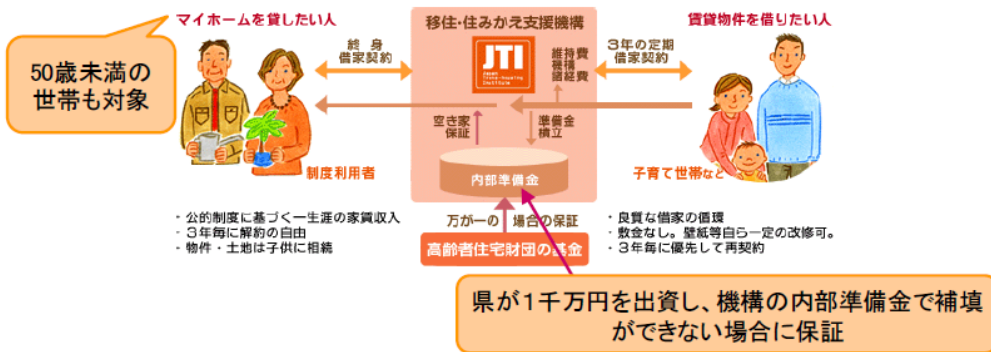 マイホームを貸したい人
50歳未満の
世帯も対象
終身
借家契約
制度利用者
・公的制度に基づく一生涯の家賃収入
・３年毎に解約の自由
・物件・土地は子供に相続
移住・住みかえ支援機構
JTI
Japan
Trans-housing
Institute
維持費
機構
諸経費
空き家
保証
準備金
積立
内部準備金
万が一の 場合の保証
高齢者住宅財団の基金
賃貸物件を借りたい人
３年の定期
借家契約
子育て世帯など
・良質な借家の循環
・敷金なし。壁紙等自ら一定の改修可。
・３年毎に優先して再契約
県が１千万円を出資し、機構の内部準備金で補填
ができない場合に保証